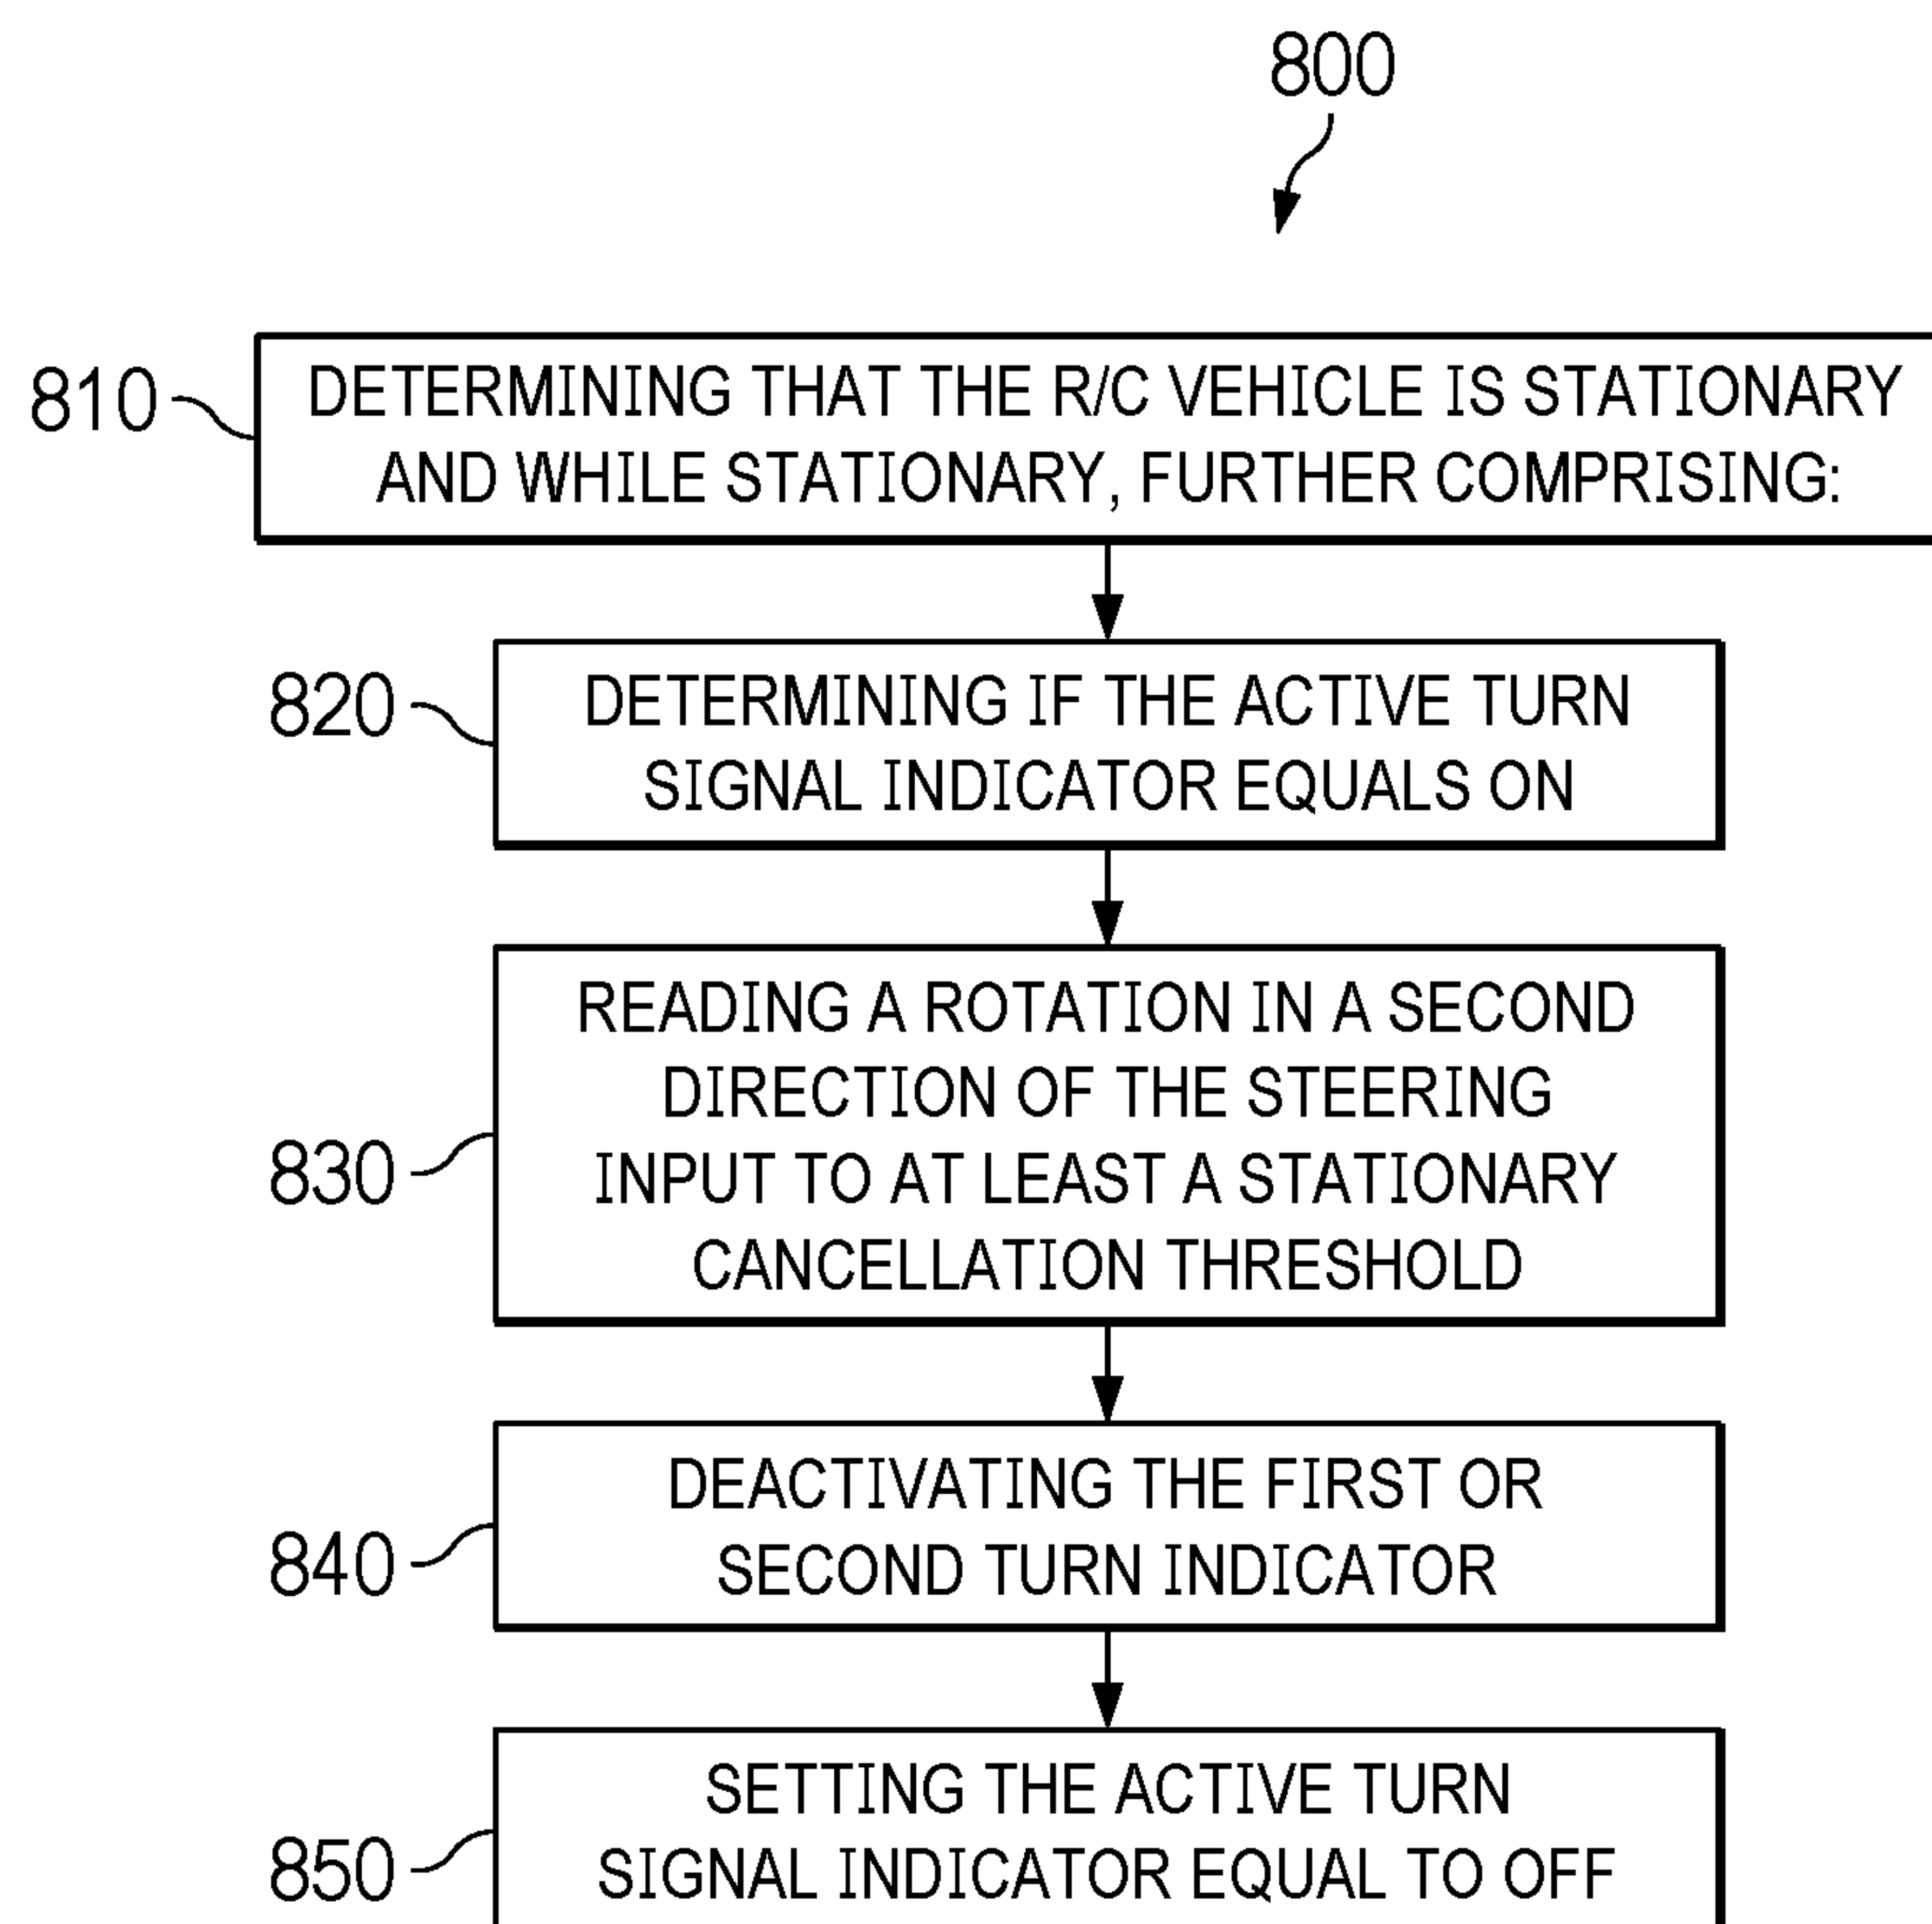 800
810
DETERMINING THAT THE R/C VEHICLE IS STATIONARY
AND WHILE STATIONARY, FURTHER COMPRISING:
820
DETERMINING IF THE ACTIVE TURN
SIGNAL INDICATOR EQUALS ON
830
READING A ROTATION IN A SECOND
DIRECTION OF THE STEERING
INPUT TO AT LEAST A STATIONARY
CANCELLATION THRESHOLD
840
DEACTIVATING THE FIRST OR
SECOND TURN INDICATOR
850
SETTING THE ACTIVE TURN
SIGNAL INDICATOR EQUAL TO OFF